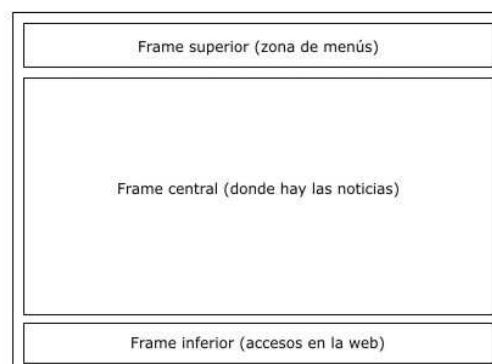 Frame superior (zona de menús)
Frame central (donde hay las noticias)
Frame inferior (accesos en la web)